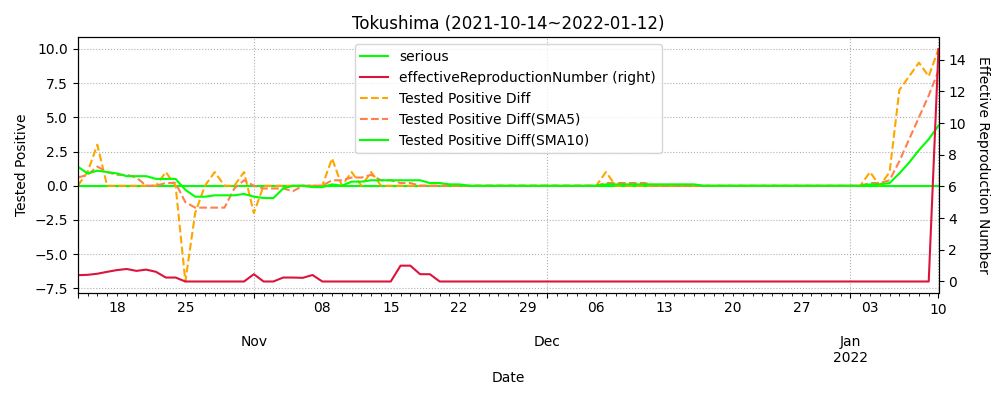 Tokushima (2021-10-14~2022-01-12)
serious
effectiveReproductionNumber (right)
Tested Positive Diff
Tested Positive Diff(SMA5)
Tested Positive Diff(SMA10)
Tested Positive
10.0
7.5
5.0
2.5
0.0
−2.5
−5.0
−7.5
Effective Reproduction Number
14
12
10
8
6
4
2
0
18 25 08 15 22 29 06 13 20 27 03 10
Nov Dec Jan
2022
Date